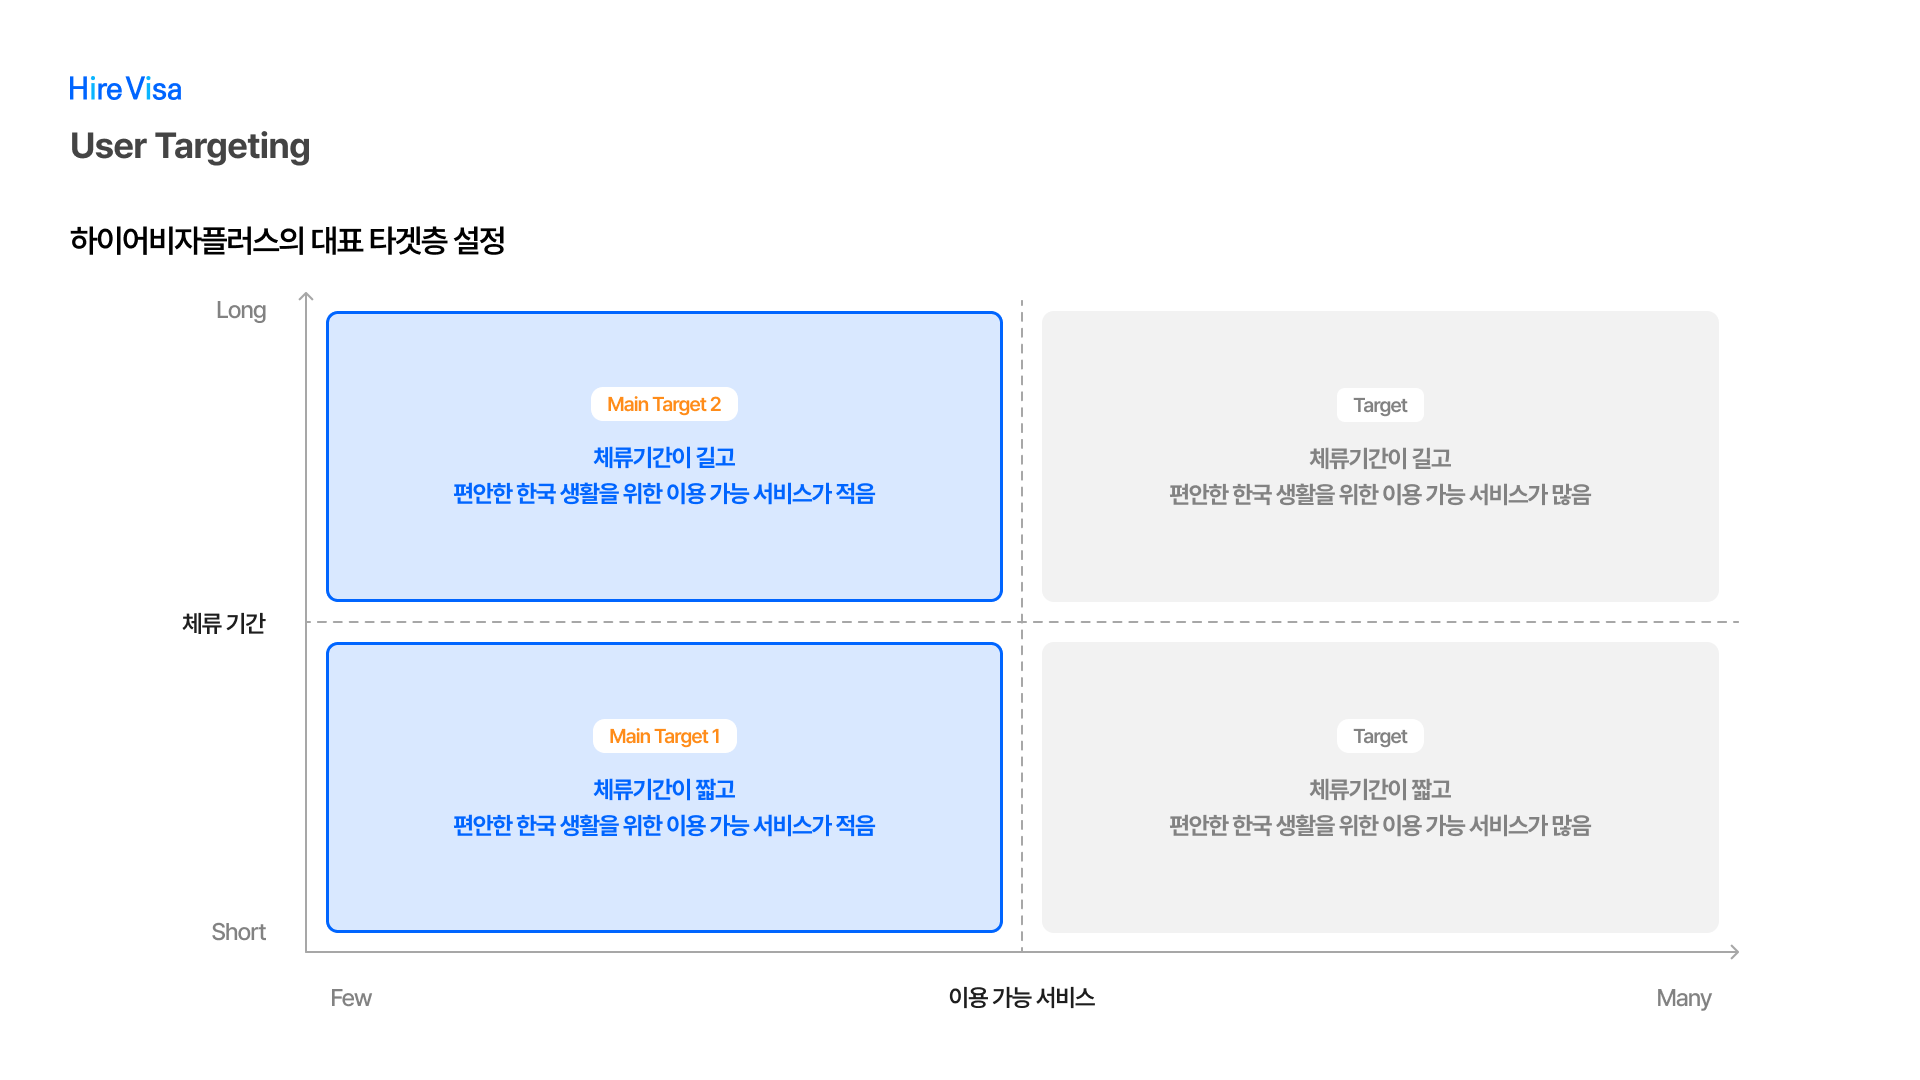 Hire Visa
User Targeting
하이어비자플러스의 대표 타겟층 설정
Long
Main Target 2
체류기간이 길고
편안한 한국 생활을 위한 이용 가능 서비스가 적음
Target
체류기간이 길고
편안한 한국 생활을 위한 이용 가능 서비스가 많음
체류 기간
Main Target 1
체류기간이 짧고
편안한 한국 생활을 위한 이용 가능 서비스가 적음
Target
체류기간이 짧고
편안한 한국 생활을 위한 이용 가능 서비스가 많음
Short
Few
이용 가능 서비스
Many